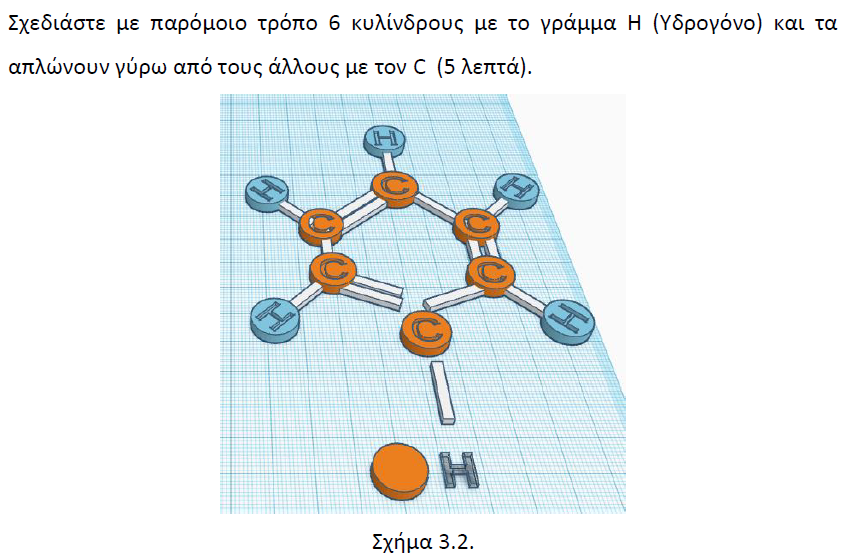 Σχεδιάστε με παρόμοιο τρόπο 6 κυλίνδρους με το γράμμα Η (Υδρογόνο) και τα
απλώνουν γύρω από τους άλλους με τον C (5 λεπτά).
H
H
C
H
C
C
C
C
H
H
C
H
Σχήμα 3.2.